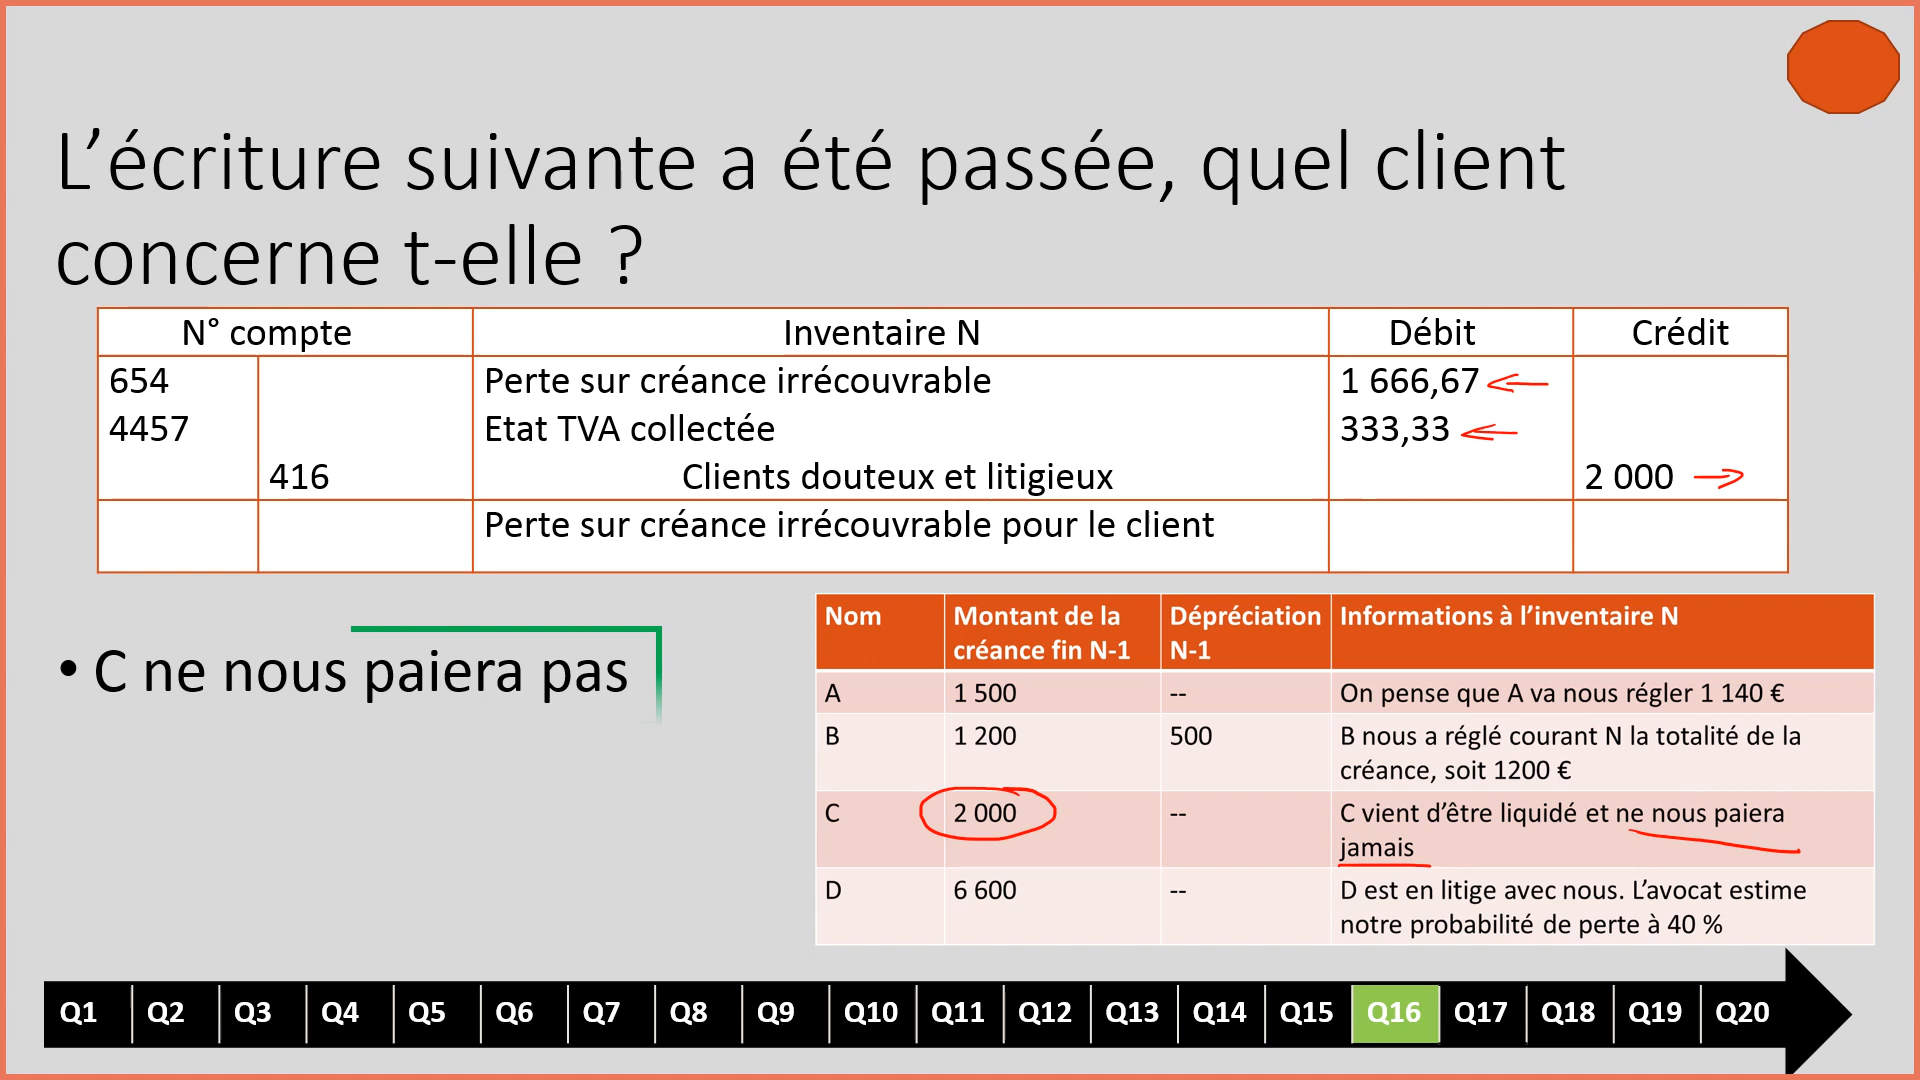 L’écriture suivante a été passée, quel client
concerne t-elle ?
N° compte Inventaire N Débit Crédit
654 Perte sur créance irrécouvrable 1 666,67
4457 Etat TVA collectée 333,33
416 Clients douteux et litigieux 2 000
Perte sur créance irrécouvrable pour le client
• C ne nous paiera pas
Nom Montant de la créance fin N-1 Dépréciation N-1 Informations à l’inventaire N
A 1 500 -- On pense que A va nous régler 1 140 €
B 1 200 500 B nous a réglé courant N la totalité de la
créance, soit 1200 €
C 2 000 -- C vient d’être liquidé et ne nous paiera
jamais
D 6 600 -- D est en litige avec nous. L’avocat estime
notre probabilité de perte à 40 %
Q1 Q2 Q3 Q4 Q5 Q6 Q7 Q8 Q9 Q10 Q11 Q12 Q13 Q14 Q15 Q16 Q17 Q18 Q19 Q20